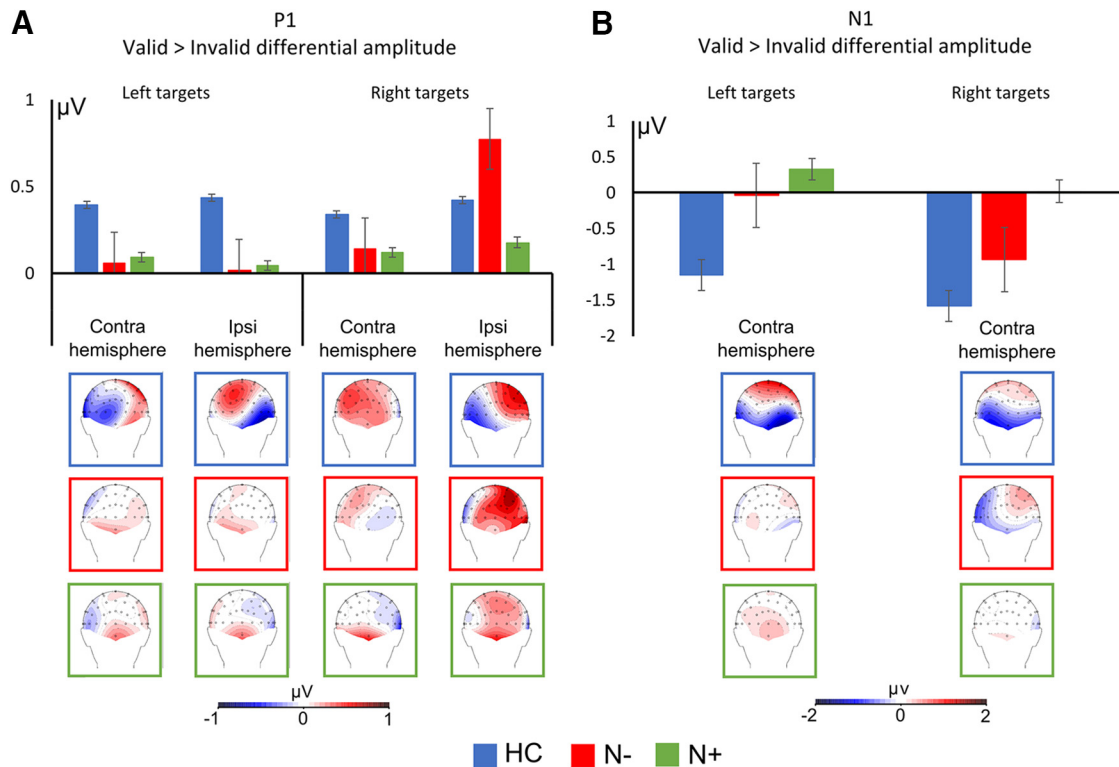 A
P1
Valid > Invalid differential amplitude
Left targets
Right targets
µV
1
0.5
0
Contra hemisphere
Ipsi hemisphere
Contra hemisphere
Ipsi hemisphere
µV
-1
0
1
B
N1
Valid > Invalid differential amplitude
Left targets
Right targets
µV
1
0.5
0
-0.5
-1
-1.5
-2
Contra hemisphere
Contra hemisphere
µV
-2
0
2
HC
N-
N+